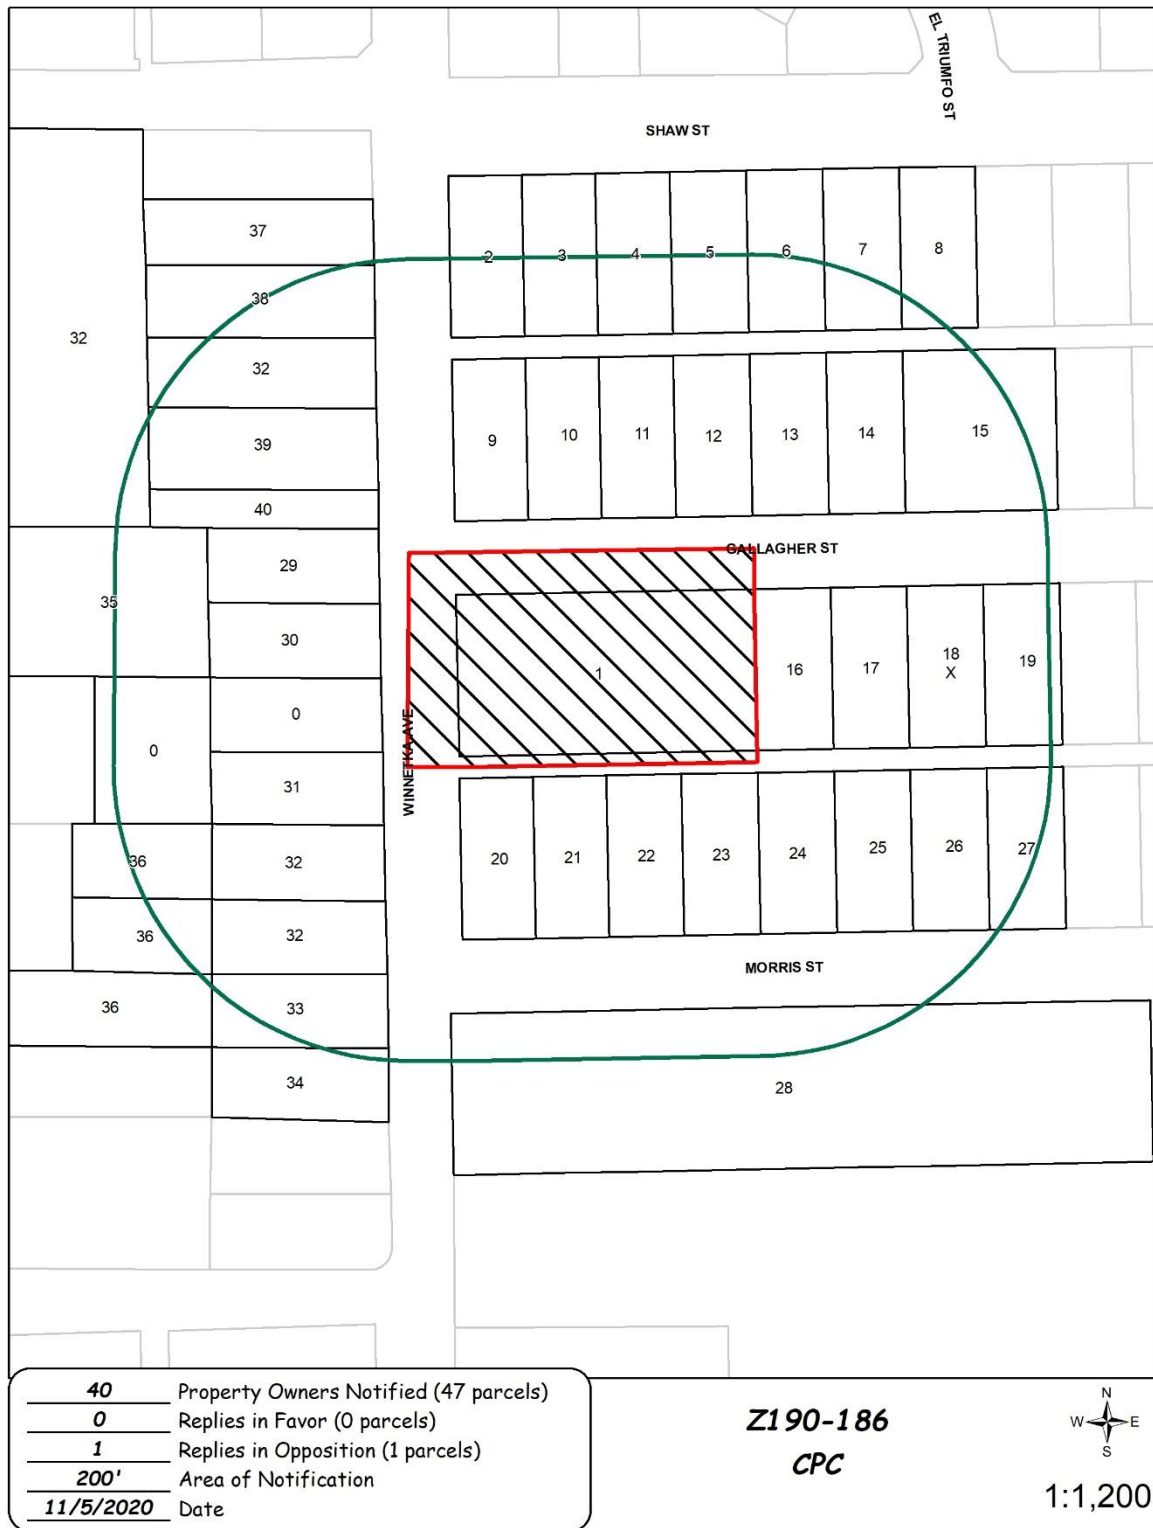 EL TRIUMFO ST
SHAW ST
37
2 3 4 5 6 7 8
38
32
32
9 10 11 12 13 14 15
39
40
GALLAGHER ST
29
35
30
1 16 17 18 19
X
0
0
WINNETKA AVE
31
36 32
20 21 22 23 24 25 26 27
36 32
MORRIS ST
36 33
34
28
40 Property Owners Notified (47 parcels)
0 Replies in Favor (0 parcels)
1 Replies in Opposition (1 parcels)
200' Area of Notification
11/5/2020 Date
Z190-186
CPC
N
W E
S
1:1,200